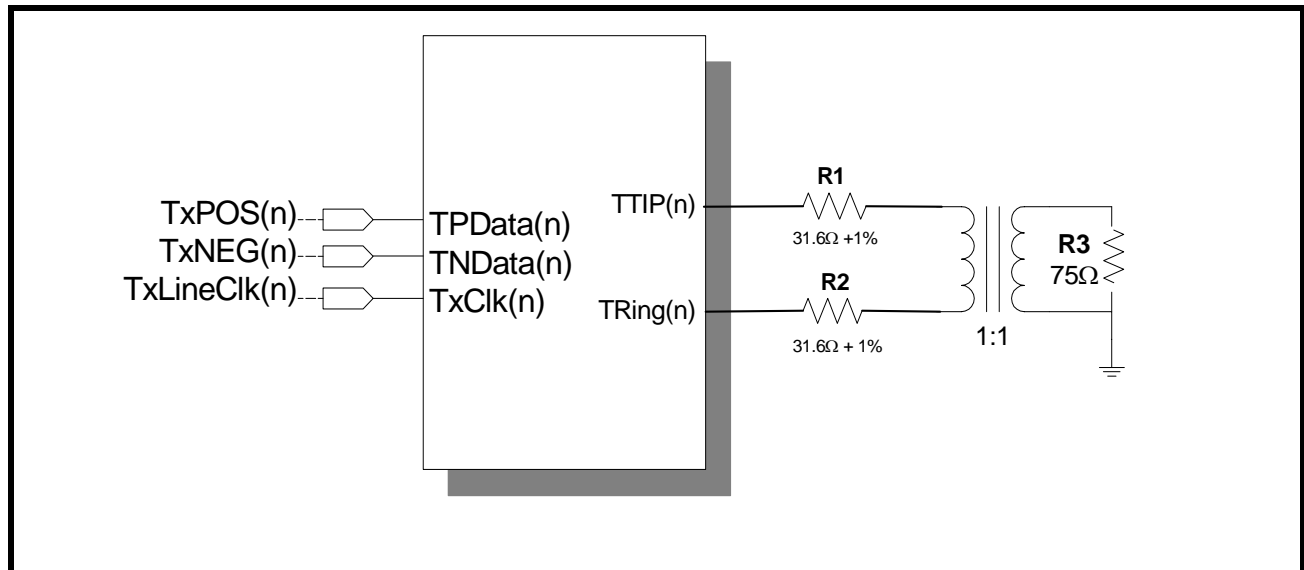 TxPOS(n)
TxNEG(n)
TxLineClk(n)
TPData(n)
TNData(n)
TxClk(n)
TTIP(n)
TRing(n)
R1
31.6Ω +1%
R2
31.6Ω + 1%
1:1
R3
75Ω